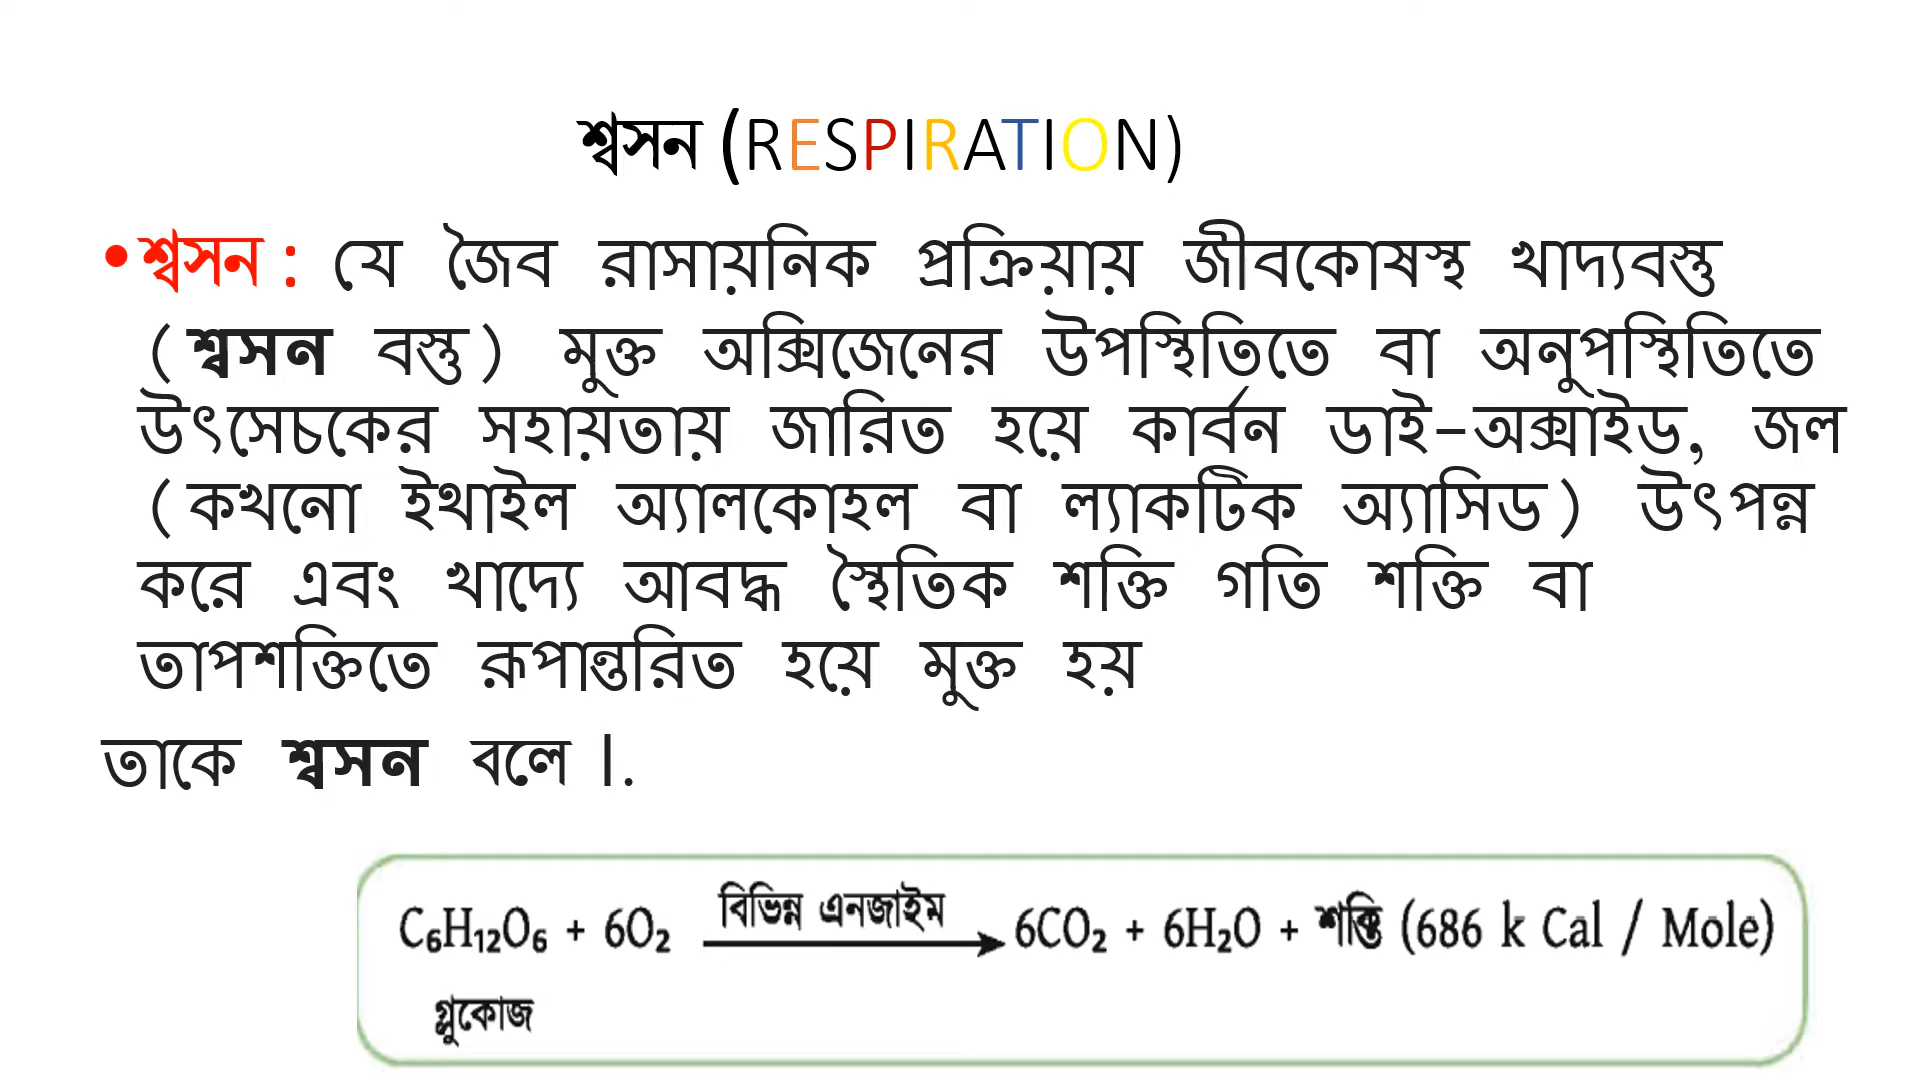 শ্বসন (RESPIRATION)
•শ্বসন : যে জৈব রাসায়নিক প্রক্রিয়ায় জীবকোষস্থ খাদ্যবস্তু
(শ্বসন বস্তু) মুক্ত অক্সিজেনের উপস্থিতিতে বা অনুপস্থিতিতে
উৎসেচকের সহায়তায় জারিত হয়ে কার্বন ডাই–অক্সাইড, জল
(কখনো ইথাইল অ্যালকোহল বা ল্যাকটিক অ্যাসিড) উৎপন্ন
করে এবং খাদ্যে আবদ্ধ স্থৈতিক শক্তি গতি শক্তি বা
তাপশক্তিতে রূপান্তরিত হয়ে মুক্ত হয়
তাকে শ্বসন বলে ।.
বিভিন্ন এনজাইম
C₆H₁₂O₆ + 6O₂ ⟶ 6CO₂ + 6H₂O + শক্তি (686 k Cal / Mole)
গ্লুকোজ